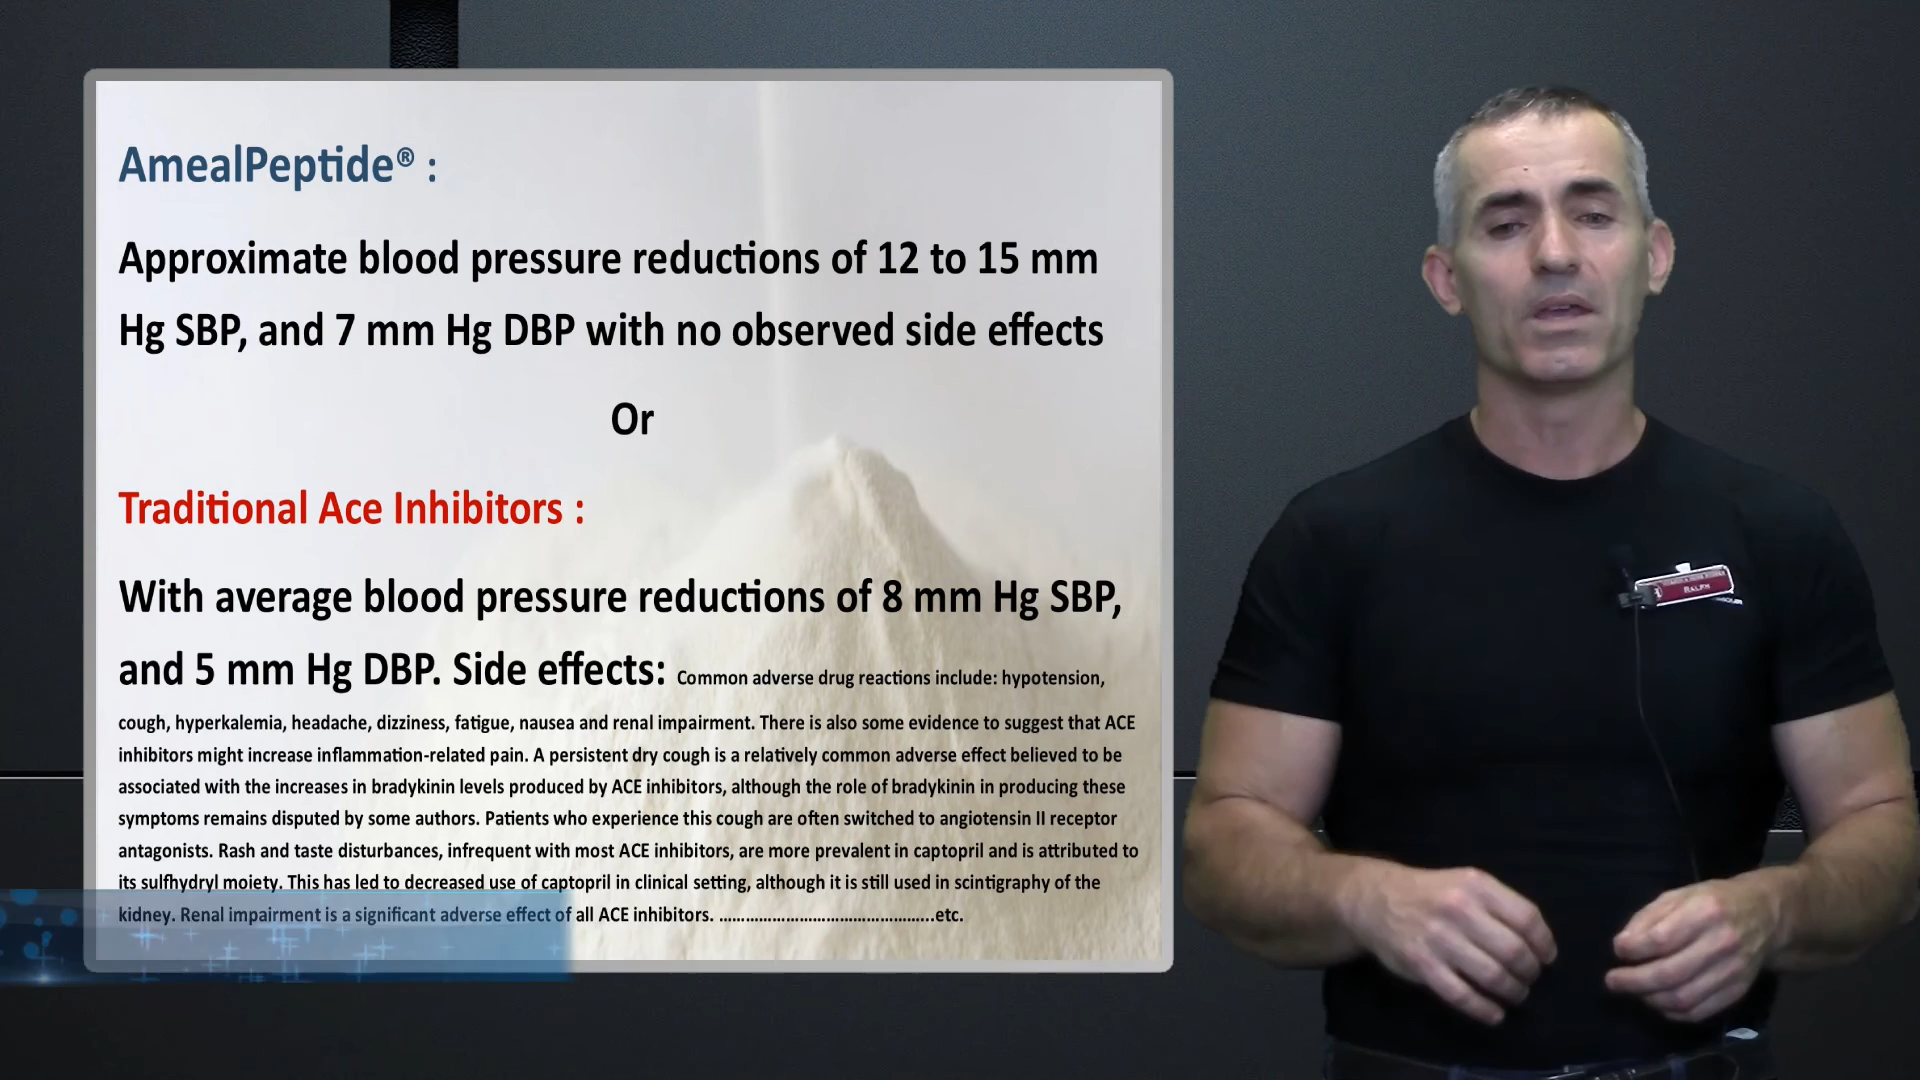 AmealPeptide® :
Approximate blood pressure reductions of 12 to 15 mm
Hg SBP, and 7 mm Hg DBP with no observed side effects
Or
Traditional Ace Inhibitors :
With average blood pressure reductions of 8 mm Hg SBP,
and 5 mm Hg DBP. Side effects: Common adverse drug reactions include: hypotension,
cough, hyperkalemia, headache, dizziness, fatigue, nausea and renal impairment. There is also some evidence to suggest that ACE
inhibitors might increase inflammation-related pain. A persistent dry cough is a relatively common adverse effect believed to be
associated with the increases in bradykinin levels produced by ACE inhibitors, although the role of bradykinin in producing these
symptoms remains disputed by some authors. Patients who experience this cough are often switched to angiotensin II receptor
antagonists. Rash and taste disturbances, infrequent with most ACE inhibitors, are more prevalent in captopril and is attributed to
its sulfhydryl moiety. This has led to decreased use of captopril in clinical setting, although it is still used in scintigraphy of the
kidney. Renal impairment is a significant adverse effect of all ACE inhibitors. ................................................etc.